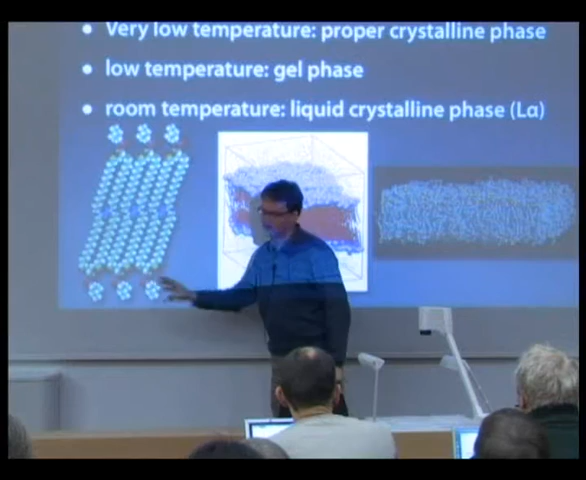 • Very low temperature: proper crystalline phase
• low temperature: gel phase
• room temperature: liquid crystalline phase (Lα)